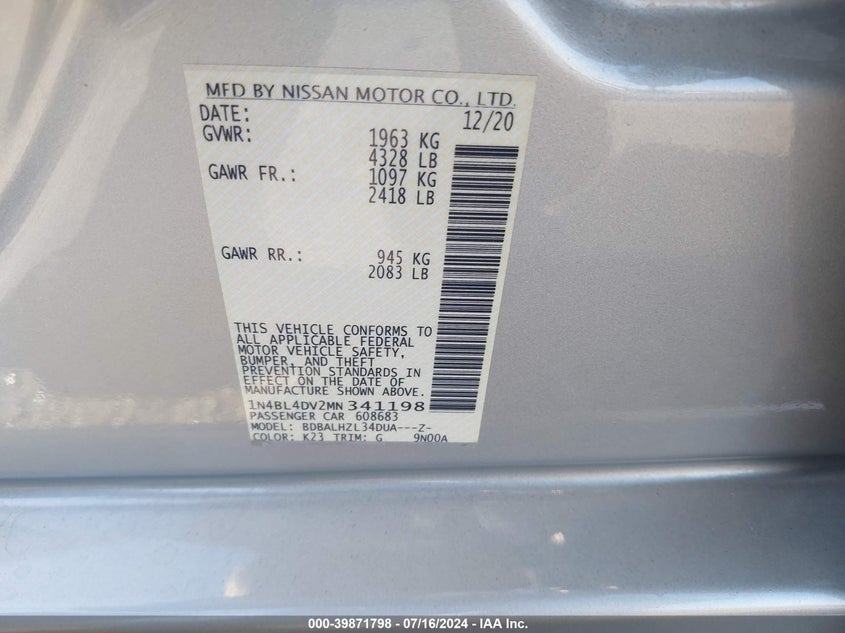 MFD BY NISSAN MOTOR CO., LTD.
DATE: 12/20
GVWR: 1963 KG
4328 LB
GAWR FR.: 1097 KG
2418 LB
GAWR RR.: 945 KG
2083 LB
THIS VEHICLE CONFORMS TO
ALL APPLICABLE FEDERAL
MOTOR VEHICLE SAFETY,
BUMPER, AND THEFT
PREVENTION STANDARDS IN
EFFECT ON THE DATE OF
MANUFACTURE SHOWN ABOVE.
1N4BL4DV2MN341198
PASSENGER CAR 608683
MODEL: BDBALHZL34DUA---Z-
COLOR: K23 TRIM: G 9N00A
000-39871798 - 07/16/2024 - IAA Inc.